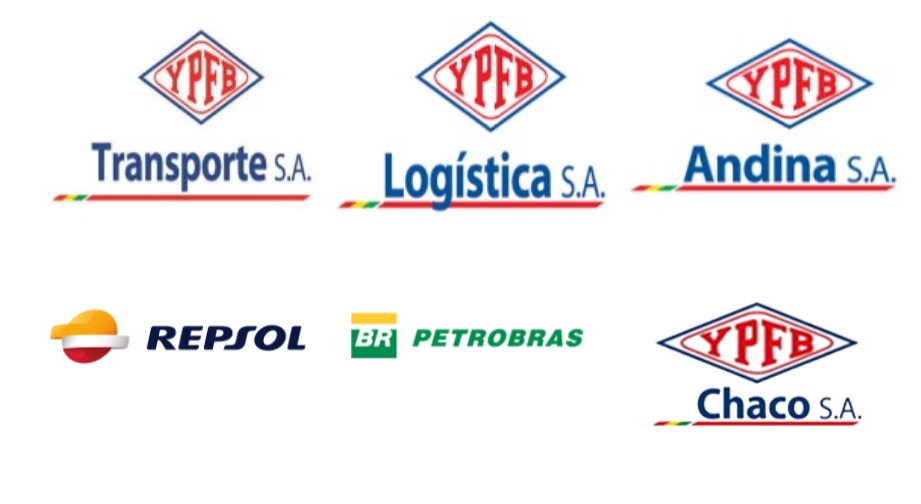 YPFB
Transporte S.A.
YPFB
Logística S.A.
YPFB
Andina S.A.
REPSOL
BR PETROBRAS
YPFB
Chaco S.A.